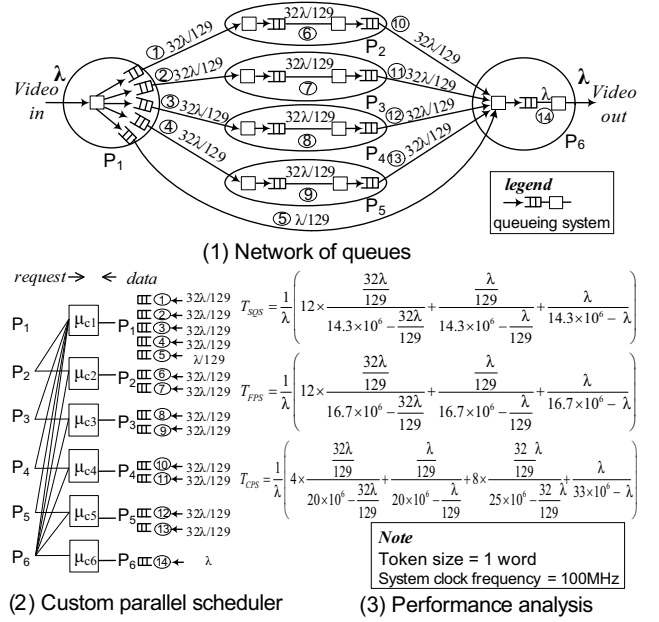 ① 32λ/129
32λ/129
⑥
P2
⑩ 32λ/129
② 32λ/129
32λ/129
⑦
P3
⑪ 32λ/129
λ
Video in
P1
③ 32λ/129
32λ/129
⑧
P4
⑫ 32λ/129
④ 32λ/129
32λ/129
⑨
P5
⑬ 32λ/129
⑤ λ/129
λ
⑭
P6
λ
Video out
legend
queueing system
(1) Network of queues
request data
P1 μc1 P1
① 32λ/129
② 32λ/129
③ 32λ/129
④ 32λ/129
⑤ λ/129
P2 μc2 P2
⑥ 32λ/129
⑦ 32λ/129
P3 μc3 P3
⑧ 32λ/129
⑨ 32λ/129
P4 μc4 P4
⑩ 32λ/129
⑪ 32λ/129
P5 μc5 P5
⑫ 32λ/129
⑬ 32λ/129
P6 μc6 P6
⑭ λ
(2) Custom parallel scheduler
T_SQS = 1/λ ( 12 × (32λ/129)/(14.3×10^6 − 32λ/129) + (λ/129)/(14.3×10^6 − λ/129) + λ/(14.3×10^6 − λ) )
T_FPS = 1/λ ( 12 × (32λ/129)/(16.7×10^6 − 32λ/129) + (λ/129)/(16.7×10^6 − λ/129) + λ/(16.7×10^6 − λ) )
T_CPS = 1/λ ( 4 × (32λ/129)/(20×10^6 − 32λ/129) + (λ/129)/(20×10^6 − λ/129) + 8 × (32/129 λ)/(25×10^6 − 32/129 λ) + λ/(33×10^6 − λ) )
Note
Token size = 1 word
System clock frequency = 100MHz
(3) Performance analysis